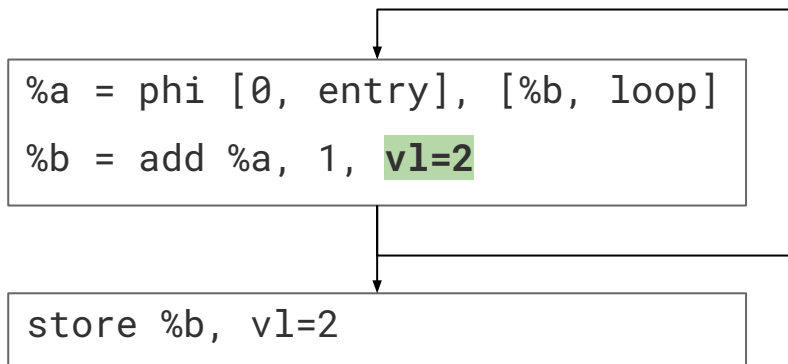 %a = phi [0, entry], [%b, loop]
%b = add %a, 1, vl=2
store %b, vl=2